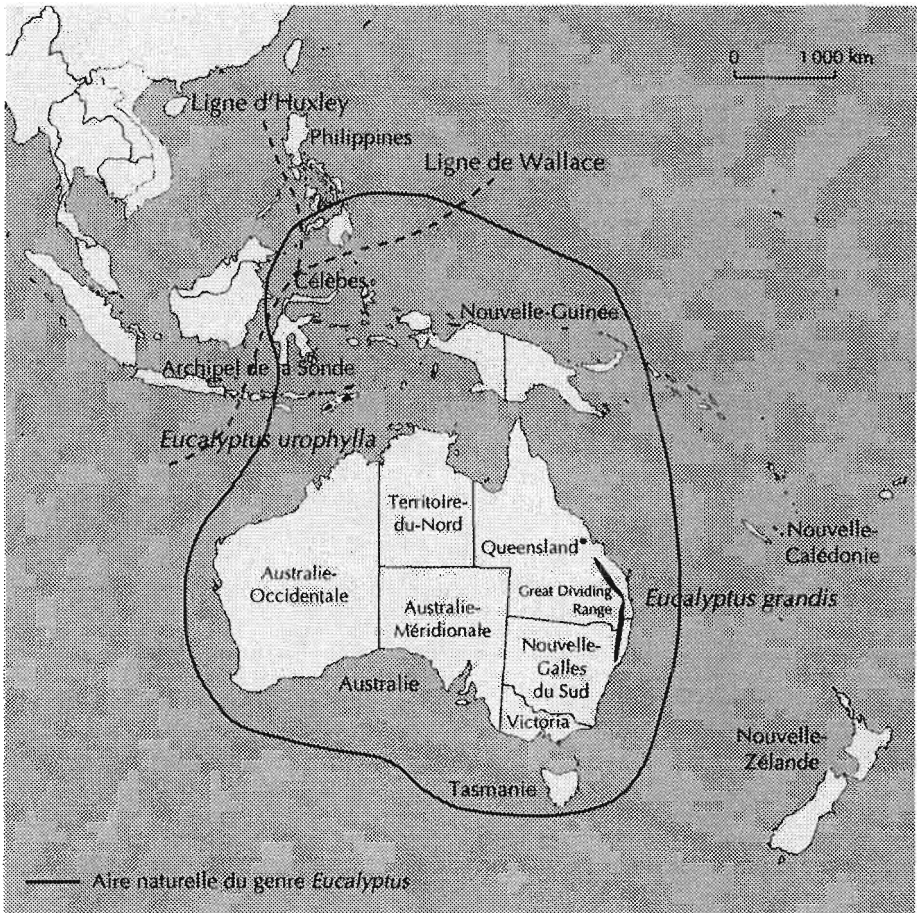 0 1 000 km
Ligne d'Huxley
Philippines
Ligne de Wallace
Célèbes
Nouvelle-Guinée
Archipel de la Sonde
Eucalyptus urophylla
Territoire-
du-Nord
Queensland
Nouvelle-
Calédonie
Australie-
Occidentale
Great Dividing
Range
Eucalyptus grandis
Australie-
Méridionale
Nouvelle-
Galles
du Sud
Australie
Victoria
Nouvelle-
Zélande
Tasmanie
Aire naturelle du genre Eucalyptus